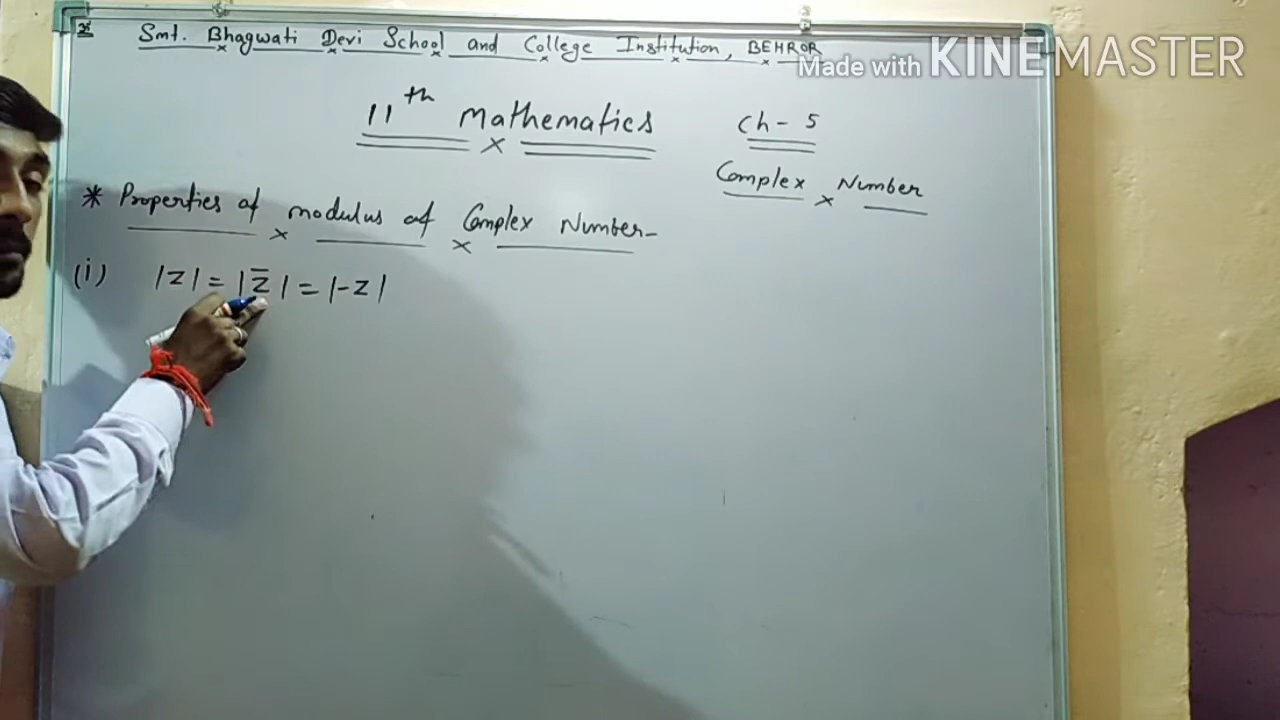 Smt. Bhagwati Devi School and College Institution, BEHROR
Made with KINEMASTER
11th Mathematics
Ch - 5
Complex Number
* Properties of modulus of Complex Number-
(i) |z| = |z̅| = |-z|